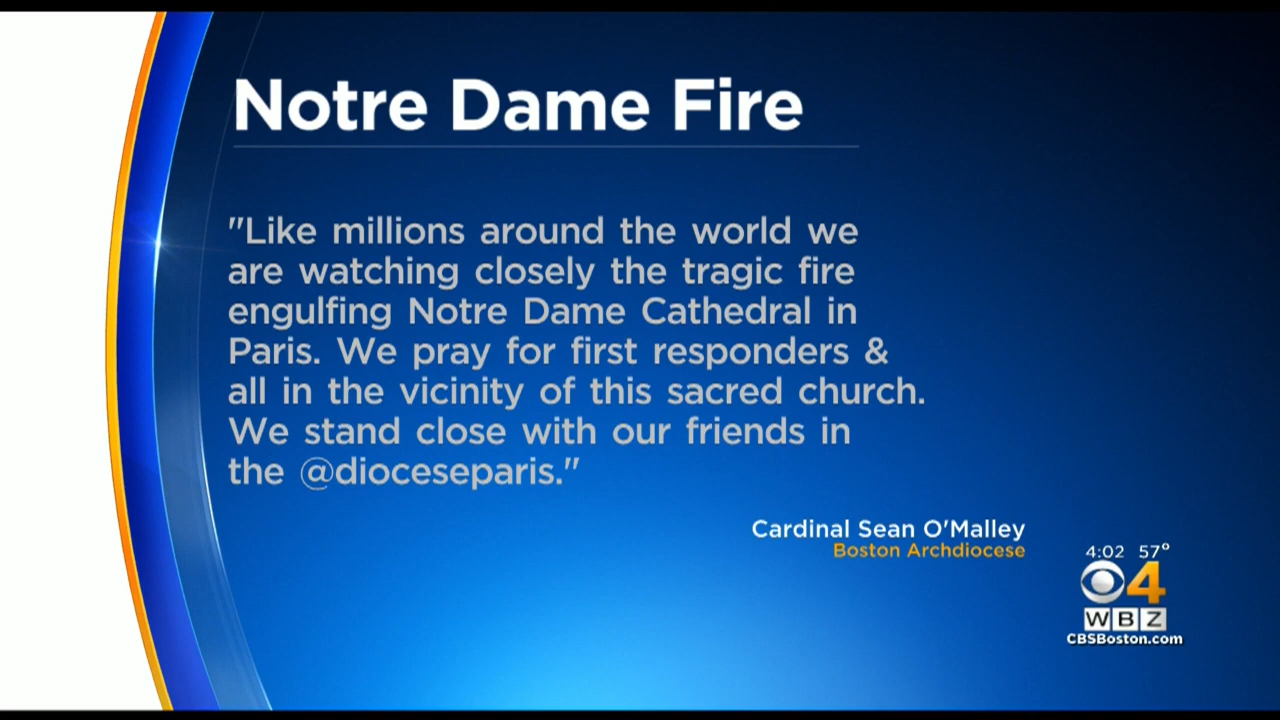 Notre Dame Fire
"Like millions around the world we
are watching closely the tragic fire
engulfing Notre Dame Cathedral in
Paris. We pray for first responders &
all in the vicinity of this sacred church.
We stand close with our friends in
the @dioceseparis."
Cardinal Sean O'Malley
Boston Archdiocese
4:02 57°
4
WBZ
CBSBoston.com